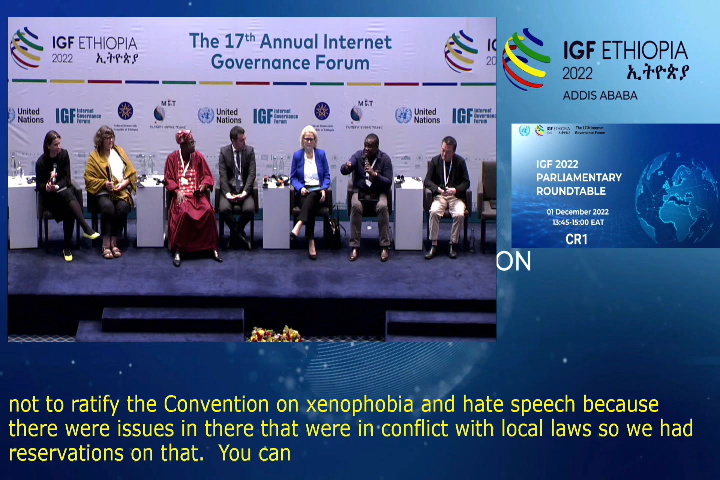 IGF ETHIOPIA
2022 ኢትዮጵያ
The 17th Annual Internet
Governance Forum
IGF ETHIOPIA
2022 ኢትዮጵያ
ADDIS ABABA
United
Nations
IGF Internet
Governance
Forum
United
Nations
IGF Internet
Governance
Forum
United
Nations
IGF Internet
IGF 2022
PARLIAMENTARY
ROUNDTABLE
01 December 2022
13:45-15:00 EAT
CR1
ON
not to ratify the Convention on xenophobia and hate speech because
there were issues in there that were in conflict with local laws so we had
reservations on that.  You can